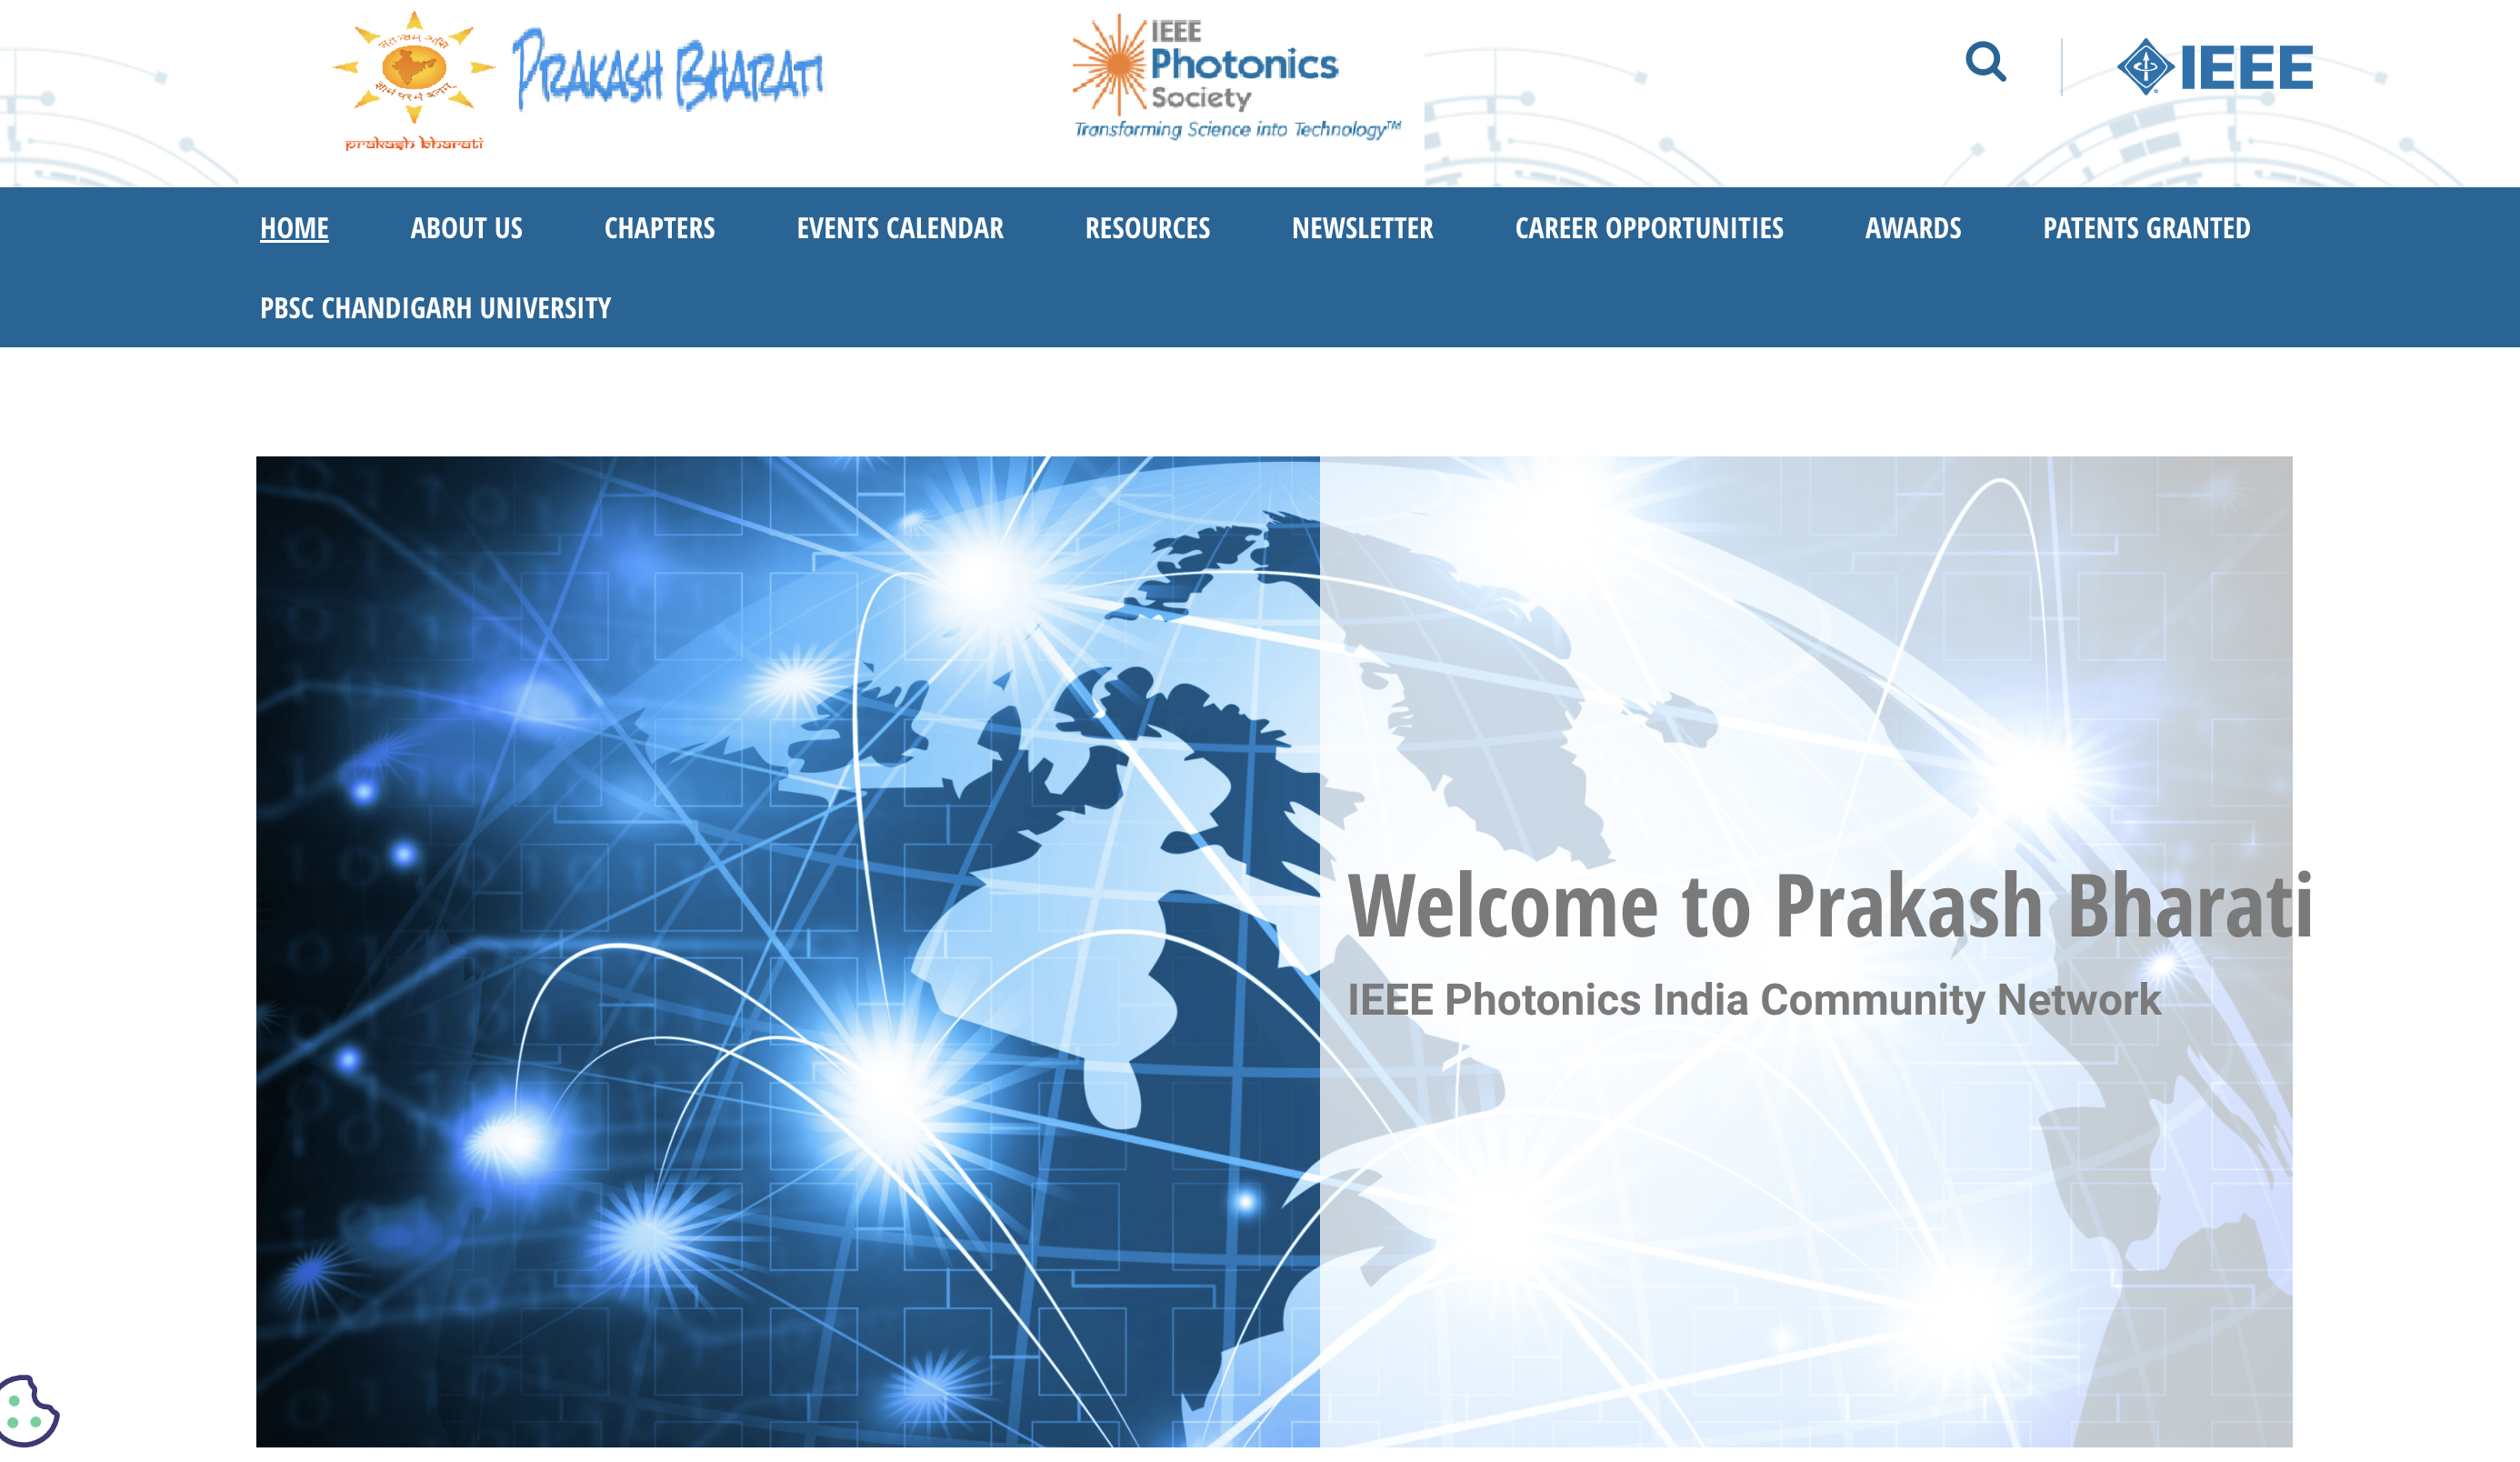 prakash bharati
PRAKASH BHARATI
IEEE
Photonics
Society
Transforming Science into Technology™
IEEE
HOME ABOUT US CHAPTERS EVENTS CALENDAR RESOURCES NEWSLETTER CAREER OPPORTUNITIES AWARDS PATENTS GRANTED
PBSC CHANDIGARH UNIVERSITY
Welcome to Prakash Bharati
IEEE Photonics India Community Network